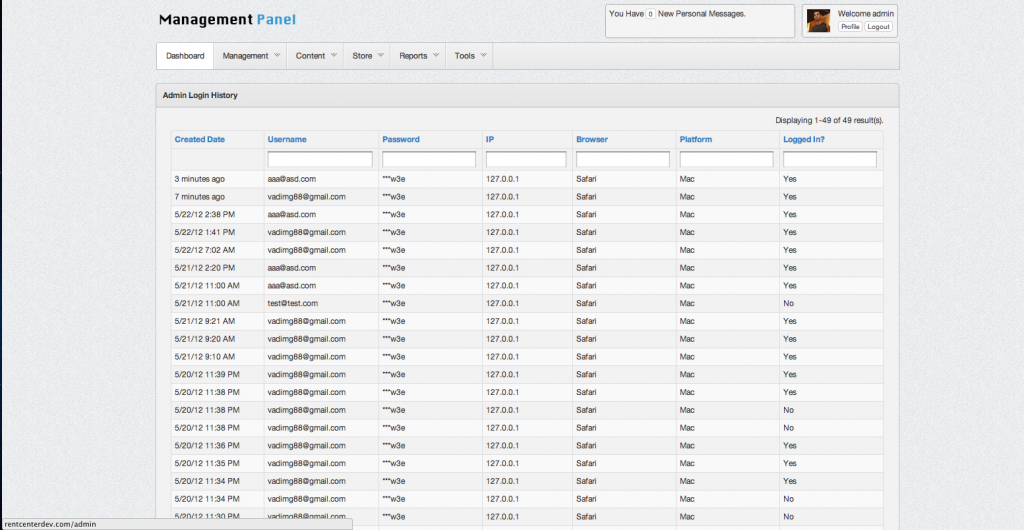 Management Panel
You Have 0 New Personal Messages.
Welcome admin
Profile Logout
Dashboard Management Content Store Reports Tools
Admin Login History
Displaying 1-49 of 49 result(s).
Created Date Username Password IP Browser Platform Logged In?
3 minutes ago aaa@asd.com ***w3e 127.0.0.1 Safari Mac Yes
7 minutes ago vadimg88@gmail.com ***w3e 127.0.0.1 Safari Mac Yes
5/22/12 2:38 PM aaa@asd.com ***w3e 127.0.0.1 Safari Mac Yes
5/22/12 1:41 PM vadimg88@gmail.com ***w3e 127.0.0.1 Safari Mac Yes
5/22/12 7:02 AM vadimg88@gmail.com ***w3e 127.0.0.1 Safari Mac Yes
5/21/12 2:20 PM aaa@asd.com ***w3e 127.0.0.1 Safari Mac Yes
5/21/12 11:00 AM aaa@asd.com ***w3e 127.0.0.1 Safari Mac Yes
5/21/12 11:00 AM test@test.com ***w3e 127.0.0.1 Safari Mac No
5/21/12 9:21 AM vadimg88@gmail.com ***w3e 127.0.0.1 Safari Mac Yes
5/21/12 9:20 AM vadimg88@gmail.com ***w3e 127.0.0.1 Safari Mac Yes
5/21/12 9:10 AM vadimg88@gmail.com ***w3e 127.0.0.1 Safari Mac Yes
5/20/12 11:39 PM vadimg88@gmail.com ***w3e 127.0.0.1 Safari Mac Yes
5/20/12 11:38 PM vadimg88@gmail.com ***w3e 127.0.0.1 Safari Mac Yes
5/20/12 11:38 PM vadimg88@gmail.com ***w3e 127.0.0.1 Safari Mac No
5/20/12 11:38 PM vadimg88@gmail.com ***w3e 127.0.0.1 Safari Mac No
5/20/12 11:36 PM vadimg88@gmail.com ***w3e 127.0.0.1 Safari Mac Yes
5/20/12 11:35 PM vadimg88@gmail.com ***w3e 127.0.0.1 Safari Mac Yes
5/20/12 11:34 PM vadimg88@gmail.com ***w3e 127.0.0.1 Safari Mac Yes
5/20/12 11:34 PM vadimg88@gmail.com ***w3e 127.0.0.1 Safari Mac No
5/20/12 11:30 PM vadimg88@gmail.com ***w3e 127.0.0.1 Safari Mac No
rentcenterdev.com/admin